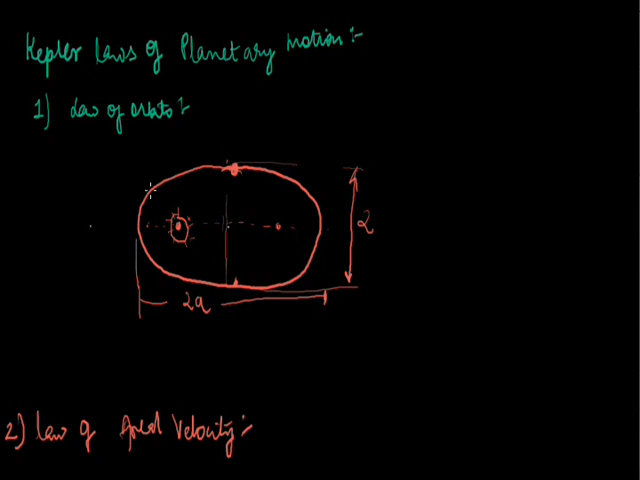 Kepler Laws of Planetary motion :-
1) Law of orbits :-
2
2a
2) Law of Areal Velocity :-